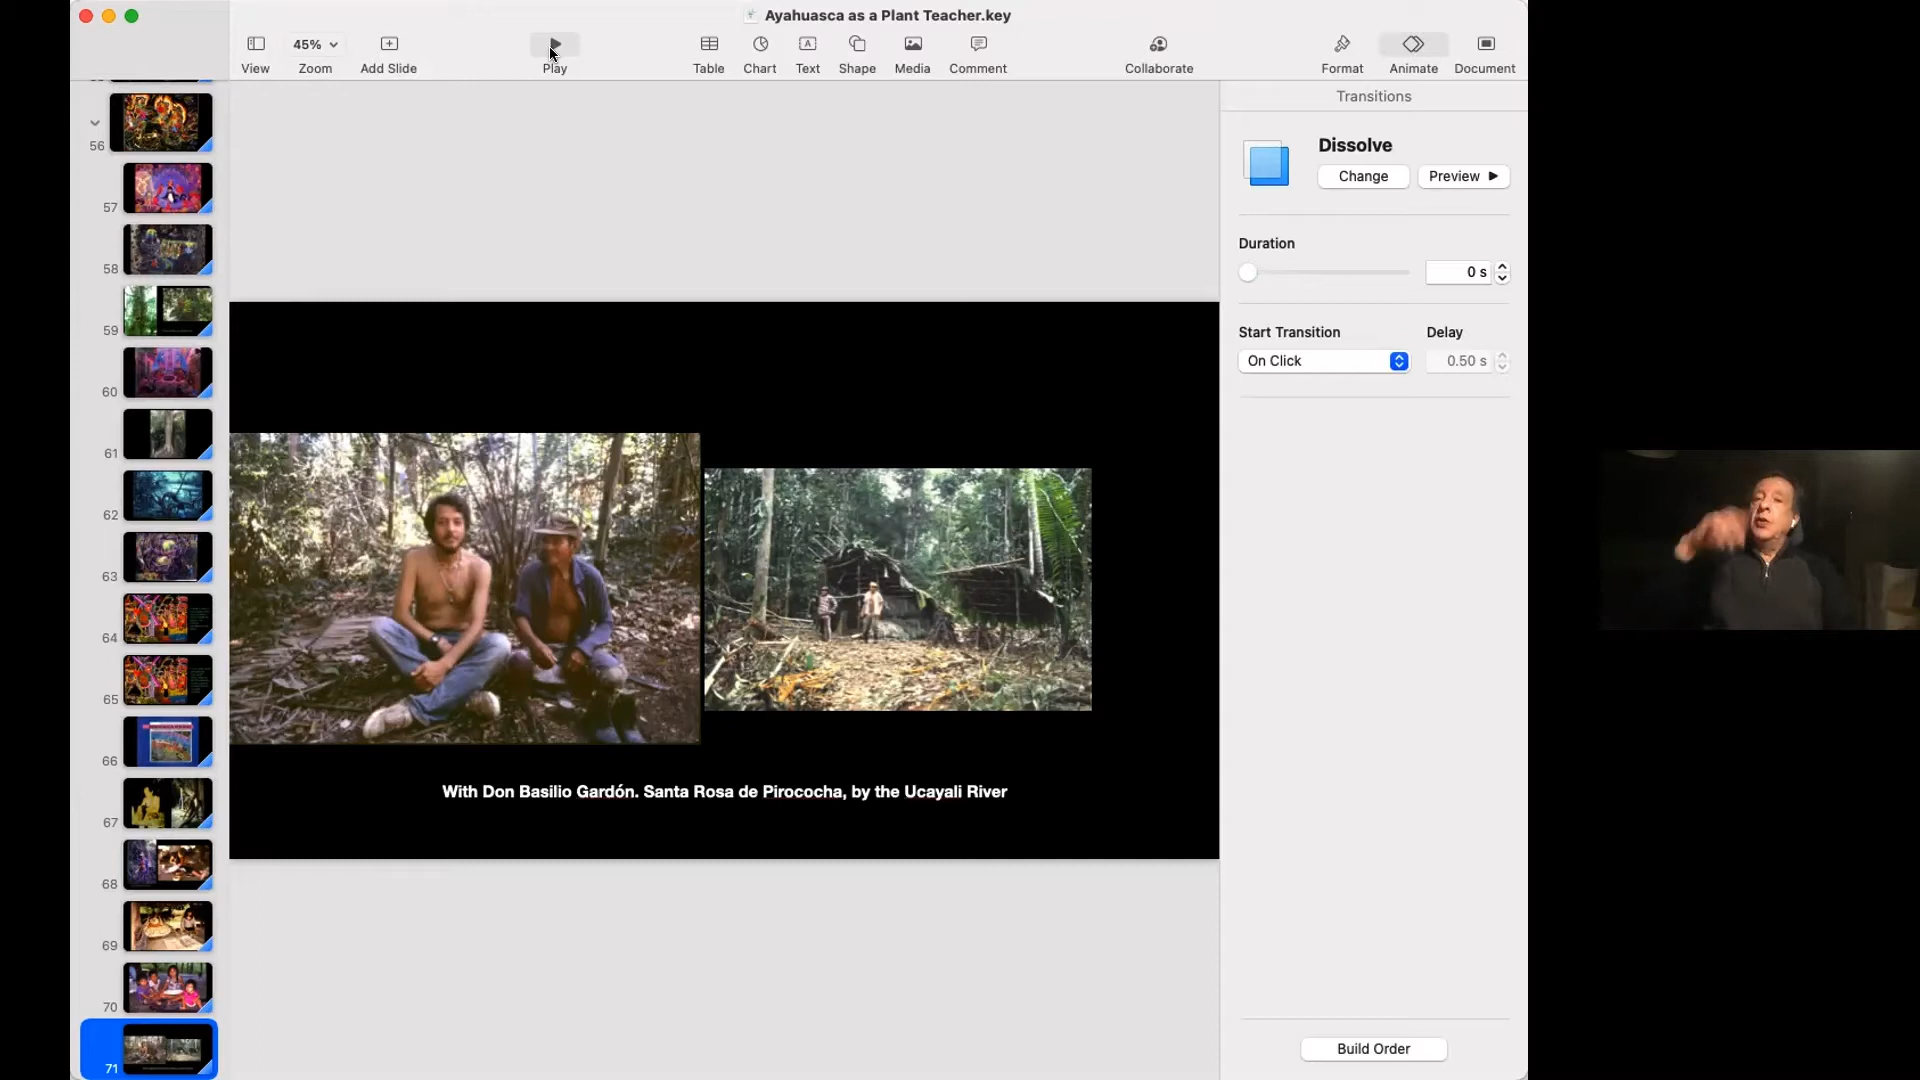 Ayahuasca as a Plant Teacher.key
45%
View
Zoom
Add Slide
Play
Table
Chart
Text
Shape
Media
Comment
Collaborate
Format
Animate
Document
Transitions
Dissolve
Change
Preview
Duration
0 s
Start Transition
Delay
On Click
0.50 s
56
57
58
59
60
61
62
63
64
65
66
67
68
69
70
71
With Don Basilio Gardón. Santa Rosa de Pirococha, by the Ucayali River
Build Order